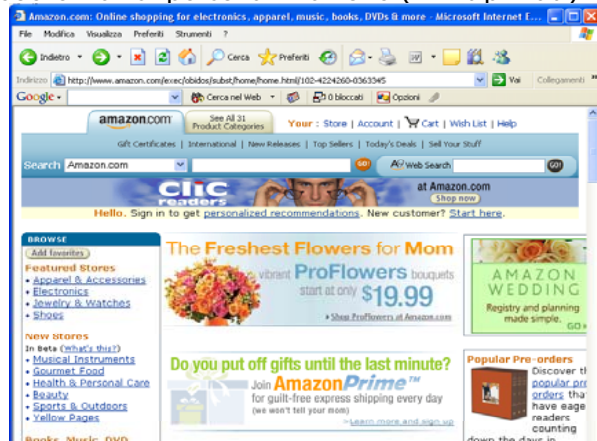 Amazon.com: Online shopping for electronics, apparel, music, books, DVDs & more - Microsoft Internet E...
File Modifica Visualizza Preferiti Strumenti ?
Indietro Cerca Preferiti
Indirizzo http://www.amazon.com/exec/obidos/subst/home/home.html/102-4224260-0363345 Vai Collegamenti
Google Cerca nel Web 0 bloccati Opzioni
amazon.com See All 31 Product Categories Your : Store | Account | Cart | Wish List | Help
Gift Certificates | International | New Releases | Top Sellers | Today's Deals | Sell Your Stuff
Search Amazon.com GO! A9 Web Search GO!
clic readers at Amazon.com
Shop now
Hello. Sign in to get personalized recommendations. New customer? Start here.
BROWSE
Add favorites
Featured Stores
• Apparel & Accessories
• Electronics
• Jewelry & Watches
• Shoes
New Stores
In Beta (What's this?)
• Musical Instruments
• Gourmet Food
• Health & Personal Care
• Beauty
• Sports & Outdoors
• Yellow Pages
Books, Music, DVD
The Freshest Flowers for Mom
vibrant ProFlowers bouquets
start at only $19.99
Shop ProFlowers at Amazon.com
Do you put off gifts until the last minute?
Join Amazon Prime™
for guilt-free express shipping every day
(we won't tell your mom)
>Learn more and sign up
AMAZON
WEDDING
Registry and planning
made simple.
GO
Popular Pre-orders
Discover th
popular pre
orders that
have eage
readers
counting
down the days in